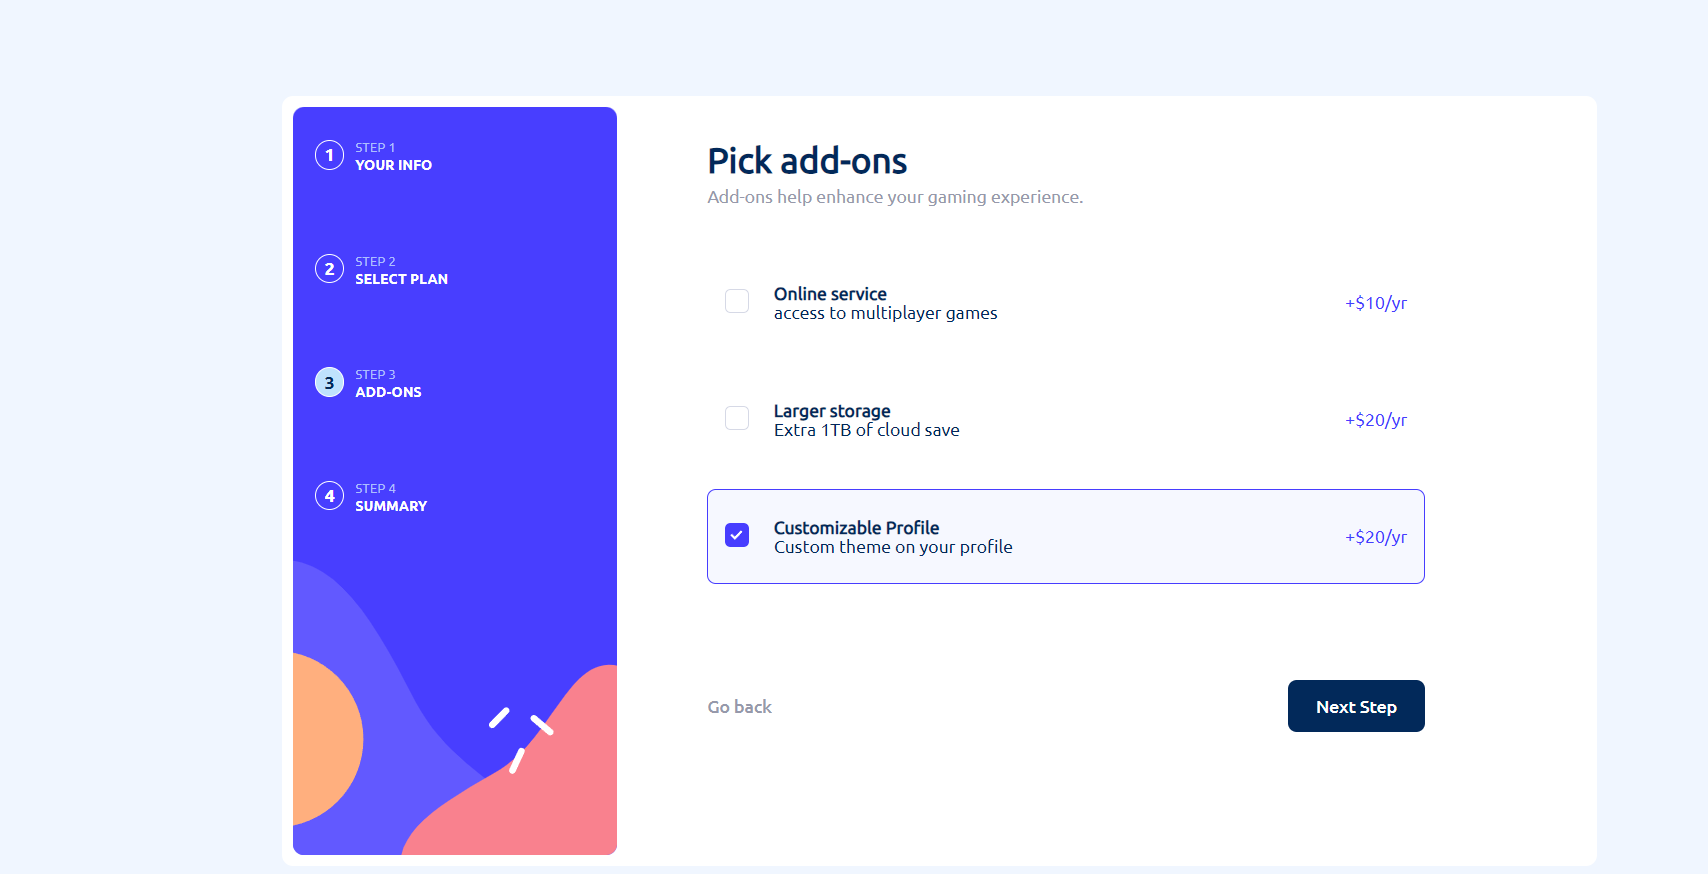 1
STEP 1
YOUR INFO
2
STEP 2
SELECT PLAN
3
STEP 3
ADD-ONS
4
STEP 4
SUMMARY
Pick add-ons
Add-ons help enhance your gaming experience.
Online service
access to multiplayer games
+$10/yr
Larger storage
Extra 1TB of cloud save
+$20/yr
Customizable Profile
Custom theme on your profile
+$20/yr
Go back
Next Step